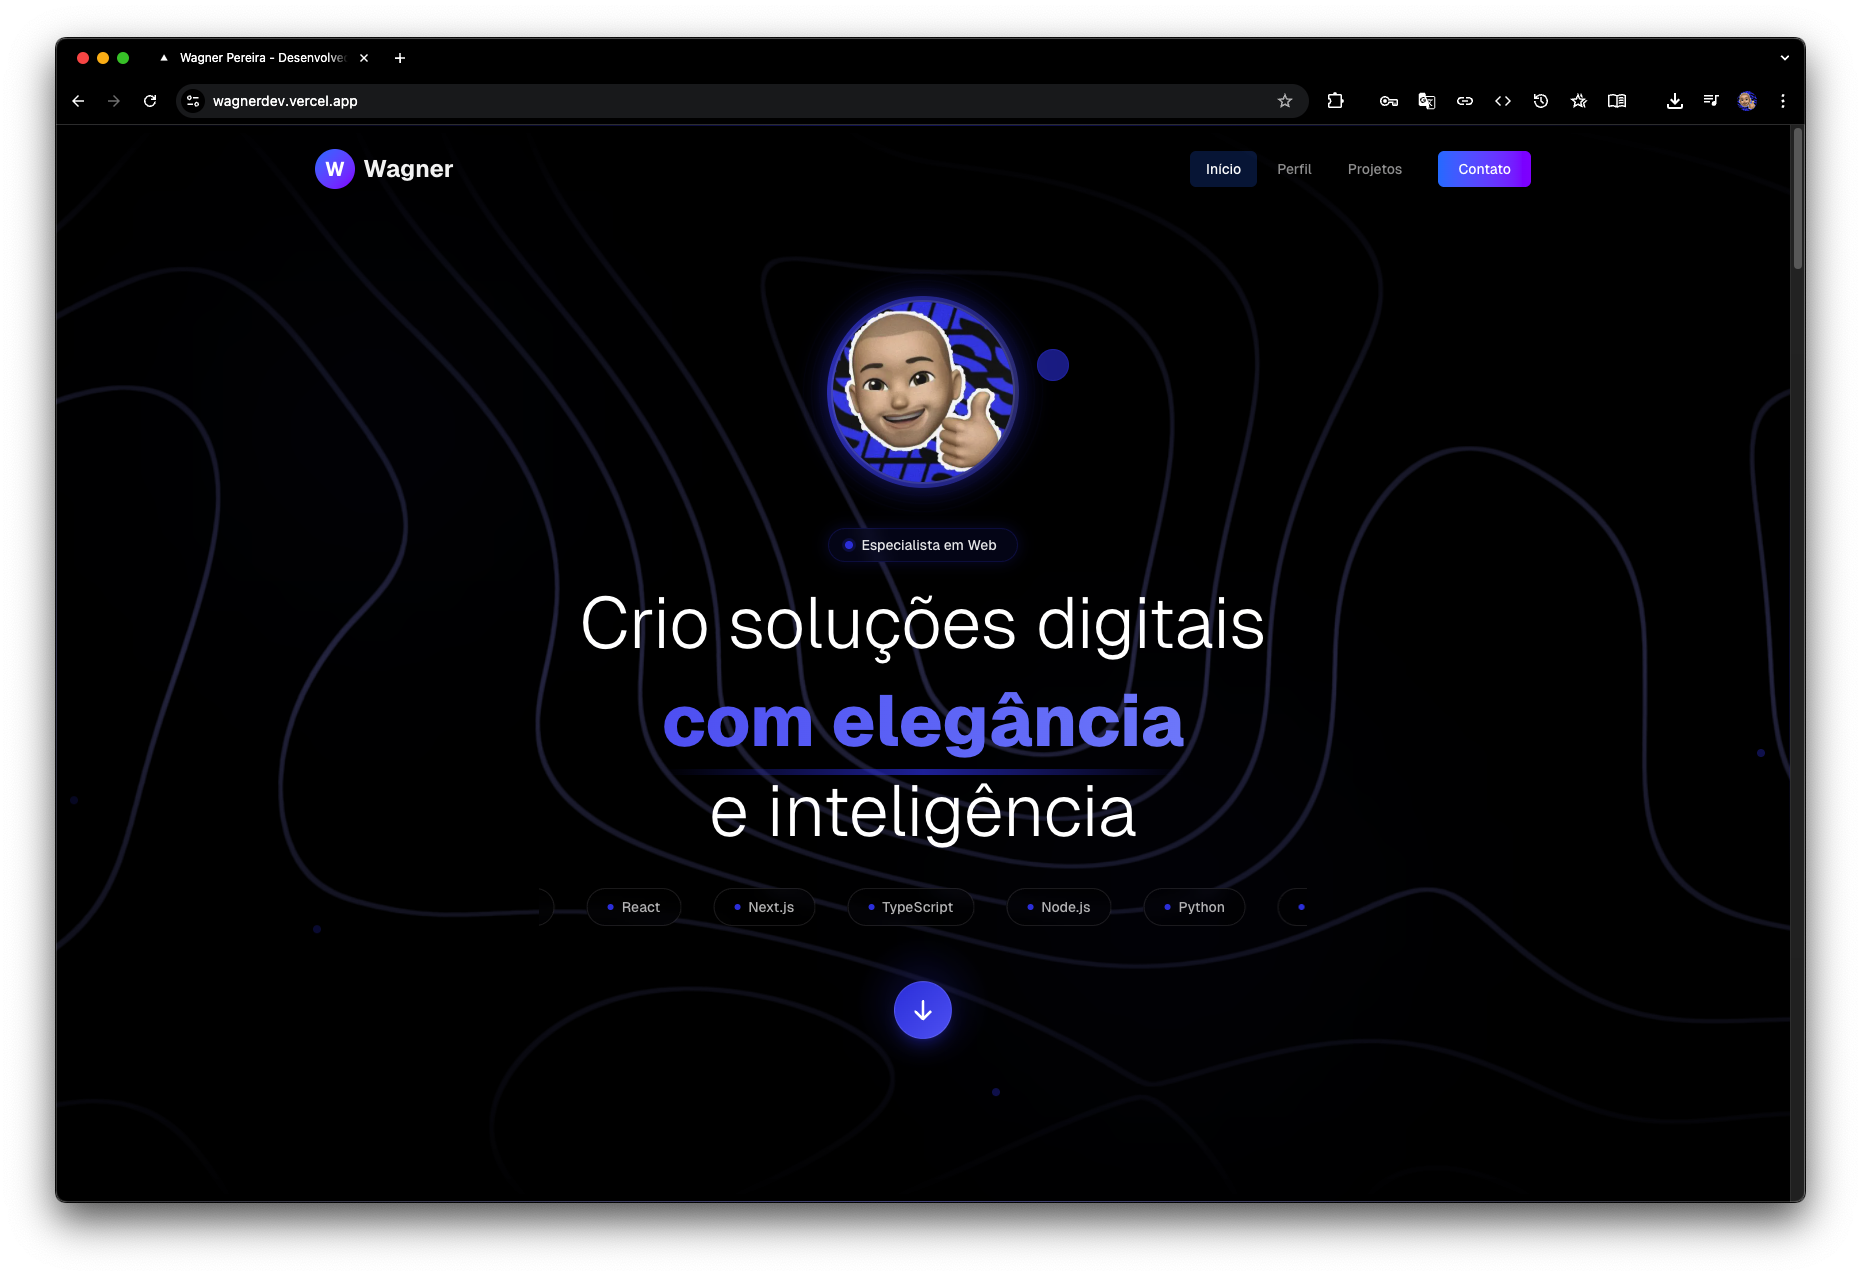 Wagner Pereira - Desenvolve
wagnerdev.vercel.app
W Wagner
Início Perfil Projetos Contato
Especialista em Web
Crio soluções digitais
com elegância
e inteligência
React Next.js TypeScript Node.js Python